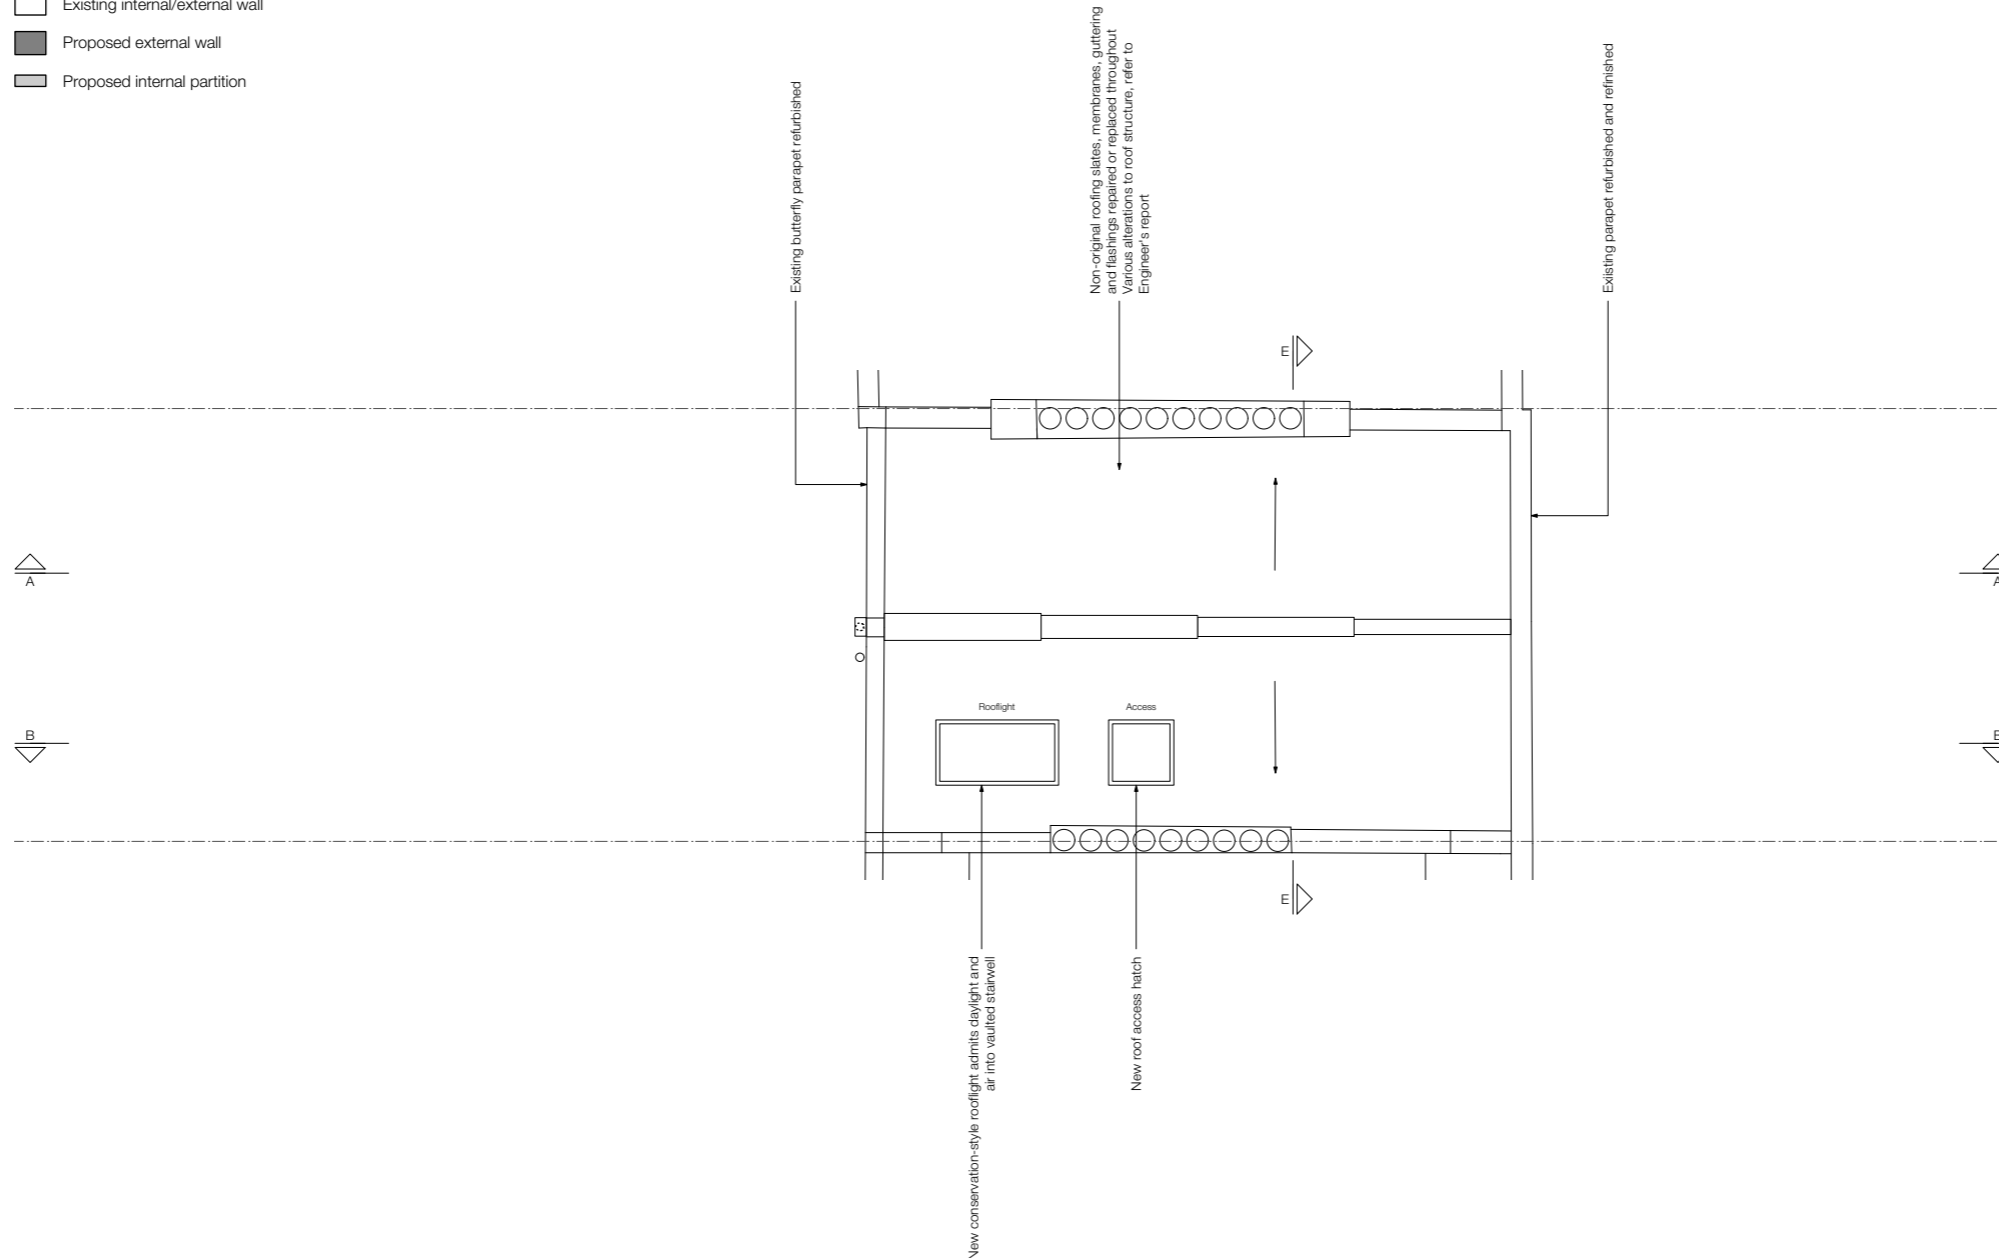 Existing internal/external wall
Proposed external wall
Proposed internal partition
Existing butterfly parapet refurbished
Non-original roofing slates, membranes, guttering
and flashings repaired or replaced throughout
Various alterations to roof structure, refer to
Engineer's report
Exiisting parapet refurbished and refinished
E
A
A
Rooflight
Access
B
B
E
New conservation-style rooflight admits daylight and
air into vaulted stairwell
New roof access hatch